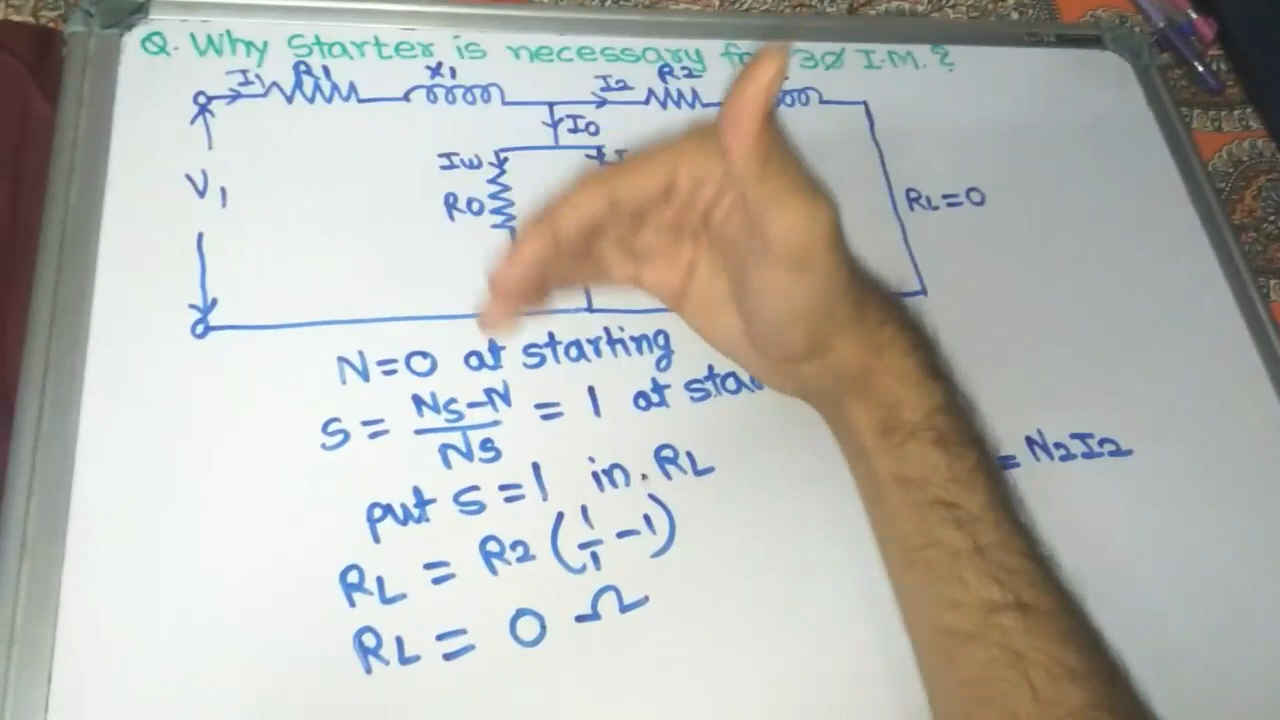 Q. Why Starter is necessary 3Ø I.M.?
I1 R1 X1 I2 R2
I0
Iw
V1 R0 RL=0
N=0 at starting
S = NS-N / NS = 1 at
= N2I2
put S=1 in RL
RL = R2 (1/1 -1)
RL = 0 Ω